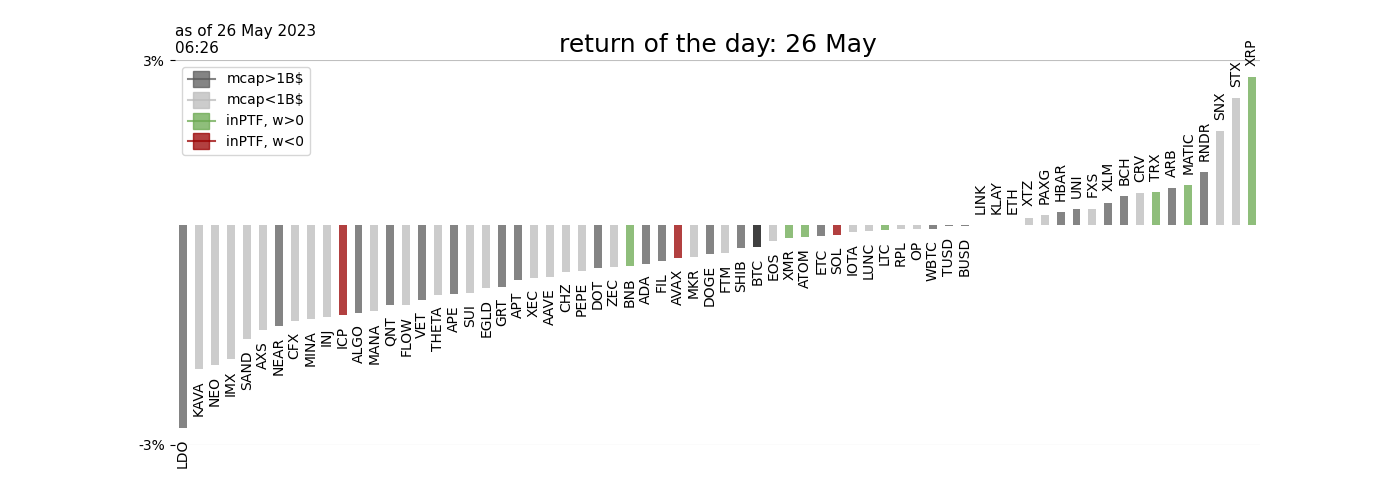 as of 26 May 2023
06:26
return of the day: 26 May
3%
mcap>1B$
mcap<1B$
inPTF, w>0
inPTF, w<0
-3%
LDO
KAVA
NEO
IMX
SAND
AXS
NEAR
CFX
MINA
INJ
ICP
ALGO
MANA
QNT
FLOW
VET
THETA
APE
SUI
EGLD
GRT
APT
XEC
AAVE
CHZ
PEPE
DOT
ZEC
BNB
ADA
FIL
AVAX
MKR
DOGE
FTM
SHIB
BTC
EOS
XMR
ATOM
ETC
SOL
IOTA
LUNC
LTC
RPL
OP
WBTC
TUSD
BUSD
LINK
KLAY
ETH
XTZ
PAXG
HBAR
UNI
FXS
XLM
BCH
CRV
TRX
ARB
MATIC
RNDR
SNX
STX
XRP